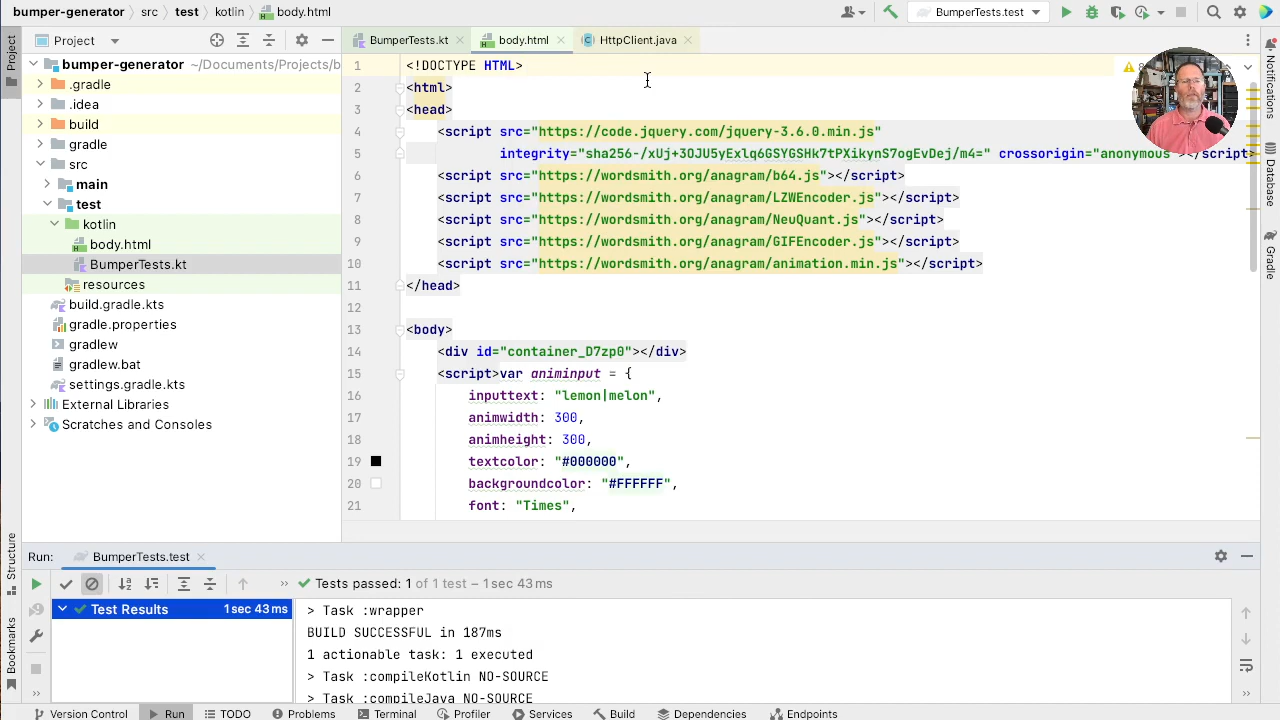 bumper-generator > src > test > kotlin > body.html
BumperTests.test
Project
~/Documents/Projects/b
bumper-generator
.gradle
.idea
build
gradle
src
main
test
kotlin
body.html
BumperTests.kt
resources
build.gradle.kts
gradle.properties
gradlew
gradlew.bat
settings.gradle.kts
External Libraries
Scratches and Consoles
Project
Structure
Bookmarks
BumperTests.kt
body.html
HttpClient.java
Notifications
Database
Gradle
1 <!DOCTYPE HTML>
2 <html>
3 <head>
4 <script src="https://code.jquery.com/jquery-3.6.0.min.js"
5 integrity="sha256-/xUj+3OJU5yExlq6GSYGSHk7tPXikynS7ogEvDej/m4=" crossorigin="anonymous"></script>
6 <script src="https://wordsmith.org/anagram/b64.js"></script>
7 <script src="https://wordsmith.org/anagram/LZWEncoder.js"></script>
8 <script src="https://wordsmith.org/anagram/NeuQuant.js"></script>
9 <script src="https://wordsmith.org/anagram/GIFEncoder.js"></script>
10 <script src="https://wordsmith.org/anagram/animation.min.js"></script>
11 </head>
12
13 <body>
14 <div id="container_D7zp0"></div>
15 <script>var animinput = {
16 inputtext: "lemon|melon",
17 animwidth: 300,
18 animheight: 300,
19 textcolor: "#000000",
20 backgroundcolor: "#FFFFFF",
21 font: "Times",
Run: BumperTests.test
Tests passed: 1 of 1 test – 1 sec 43 ms
Test Results 1 sec 43 ms
> Task :wrapper
BUILD SUCCESSFUL in 187ms
1 actionable task: 1 executed
> Task :compileKotlin NO-SOURCE
> Task :compileJava NO-SOURCE
Version Control Run TODO Problems Terminal Profiler Services Build Dependencies Endpoints